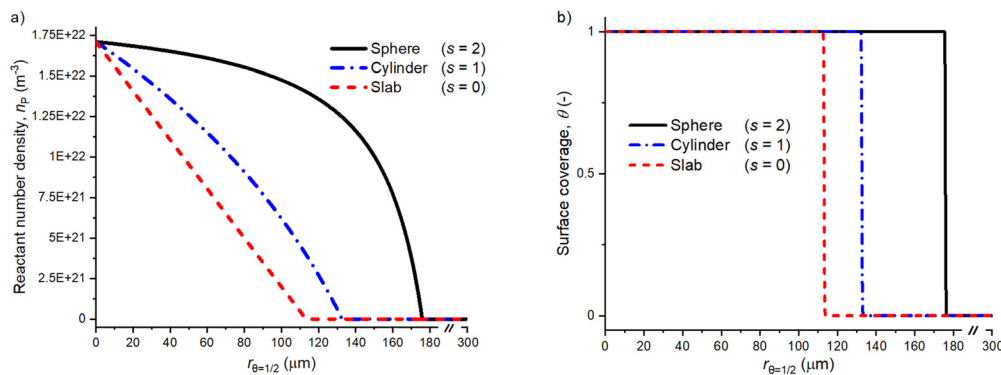 a)
Reactant number density, nP (m-3)
1.75E+22
1.5E+22
1.25E+22
1E+22
7.5E+21
5E+21
2.5E+21
0
Sphere (s = 2)
Cylinder (s = 1)
Slab (s = 0)
0 20 40 60 80 100 120 140 160 180 300
rθ=1/2 (μm)
b)
Surface coverage, θ (-)
1
0.5
0
Sphere (s = 2)
Cylinder (s = 1)
Slab (s = 0)
0 20 40 60 80 100 120 140 160 180 300
rθ=1/2 (μm)